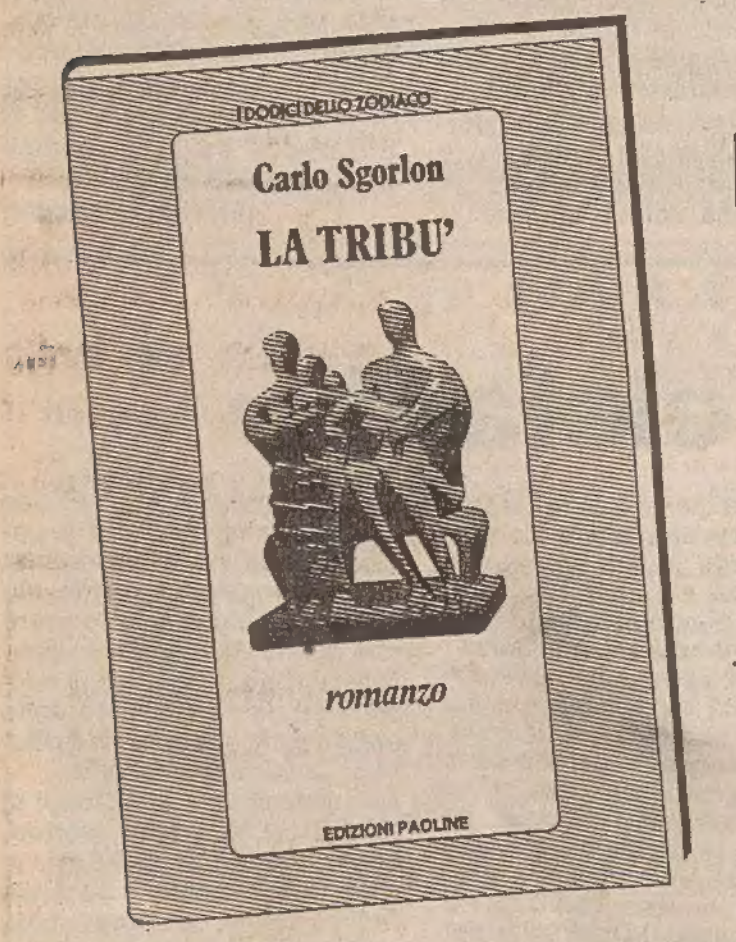 I DODICI DELLO ZODIACO
Carlo Sgorlon
LA TRIBU'
romanzo
EDIZIONI PAOLINE